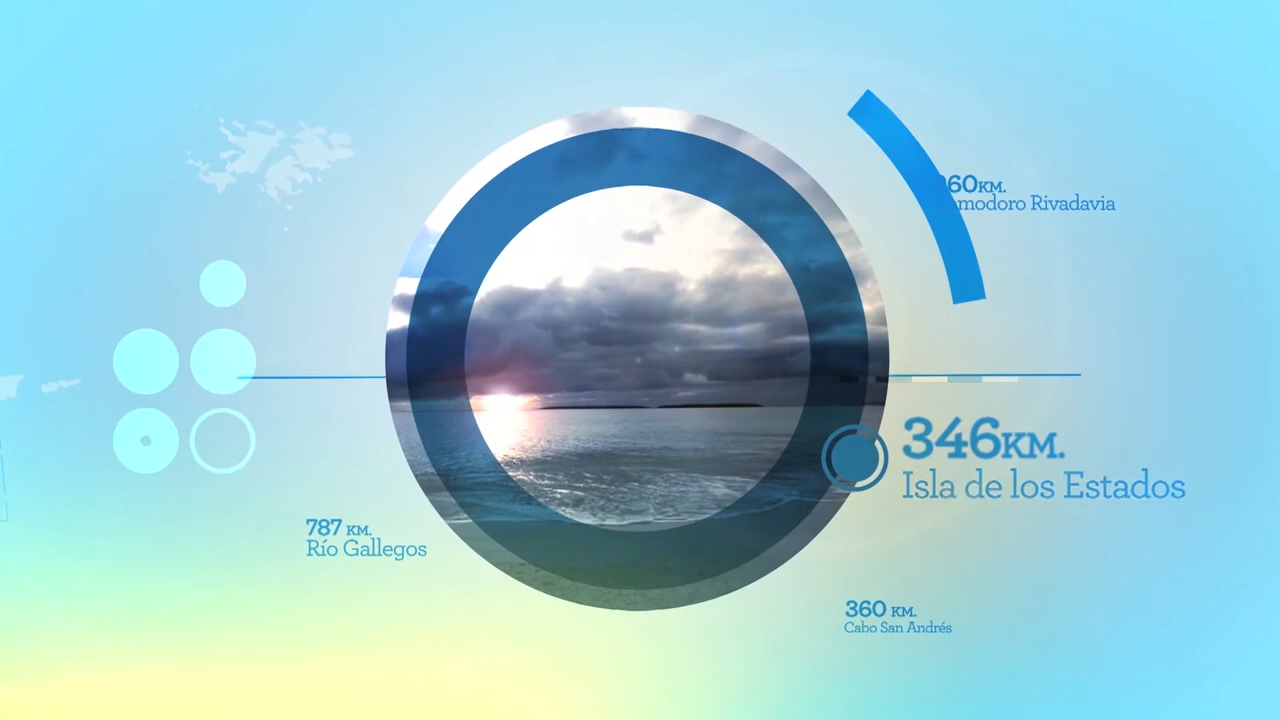 60KM.
modoro Rivadavia
346KM.
Isla de los Estados
787 KM.
Río Gallegos
360 KM.
Cabo San Andrés